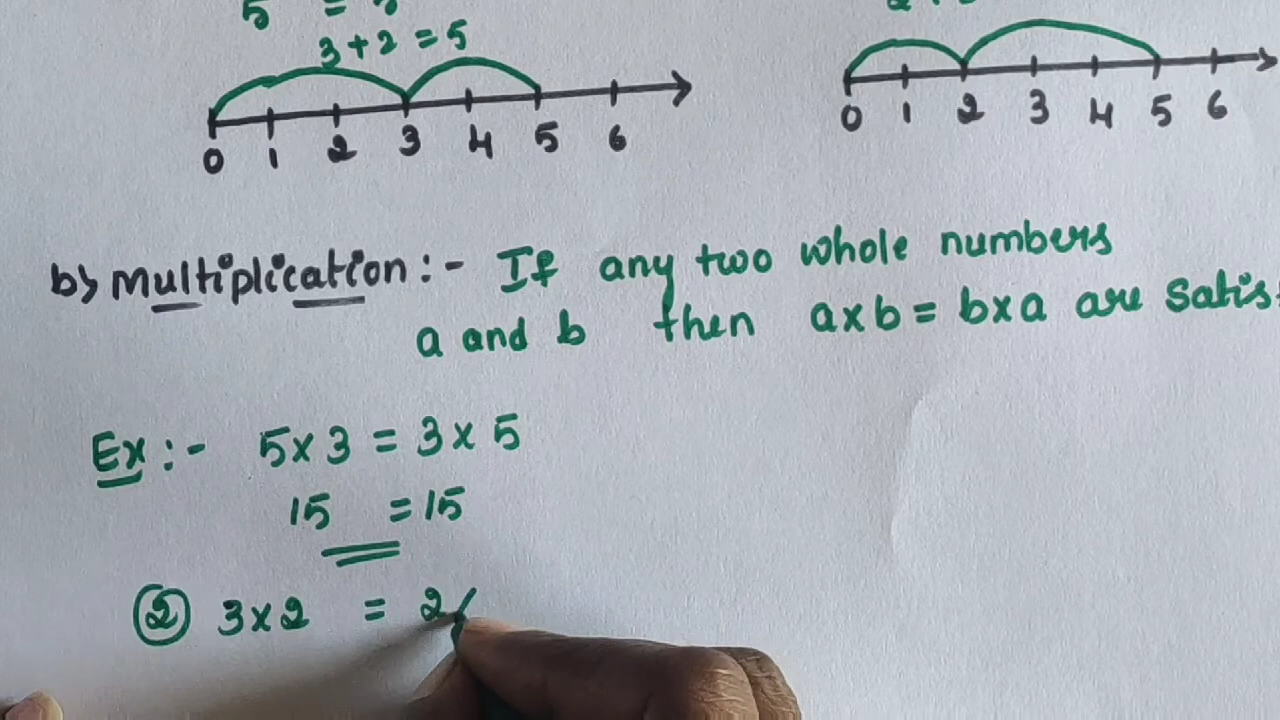 3+2=5
0 1 2 3 4 5 6
0 1 2 3 4 5 6
b) Multiplication :- If any two whole numbers
a and b then a×b = b×a are satis
Ex :- 5×3 = 3×5
15 = 15
② 3×2 = 2